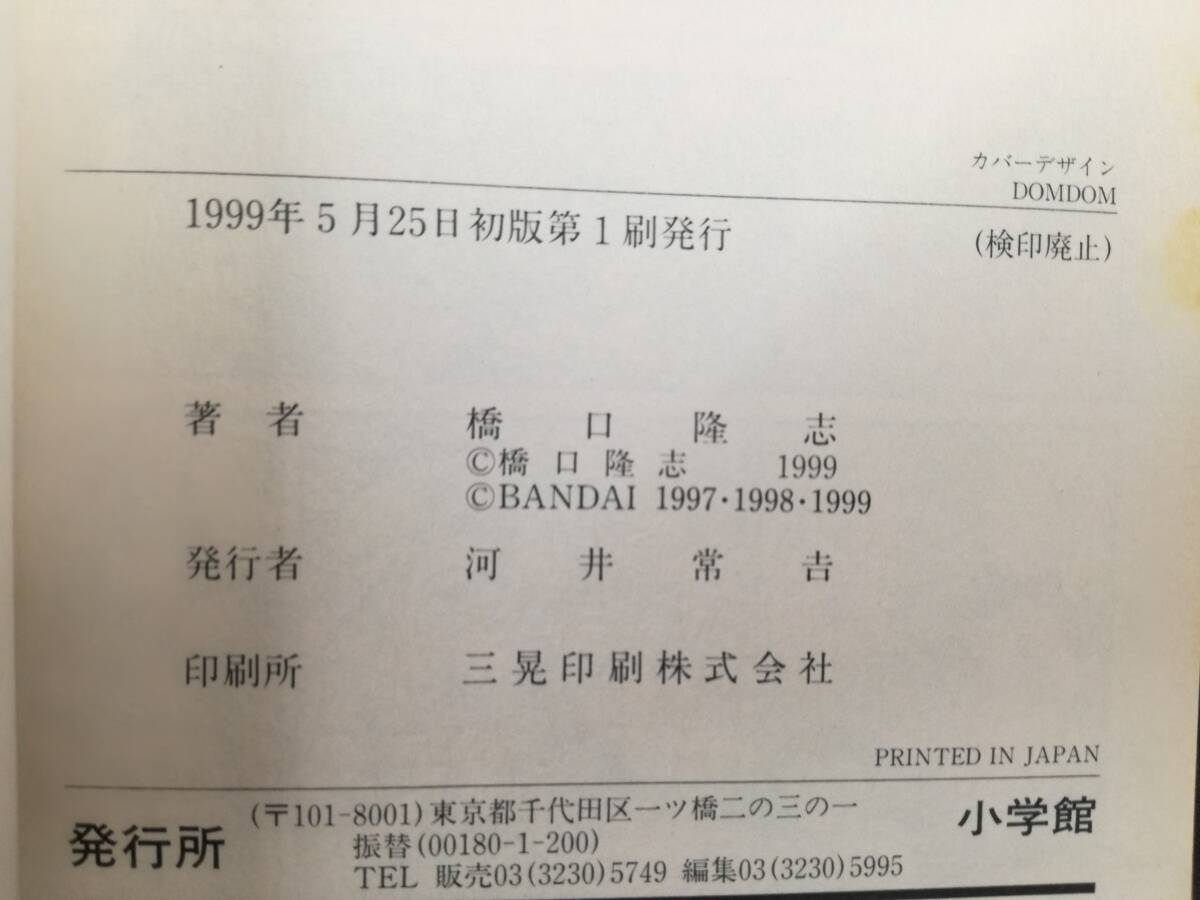 カバーデザイン
DOMDOM
1999年5月25日初版第1刷発行
(検印廃止)
著者 橋口隆志
©橋口隆志 1999
©BANDAI 1997・1998・1999
発行者 河井常𠮷
印刷所 三晃印刷株式会社
PRINTED IN JAPAN
発行所 (〒101-8001)東京都千代田区一ツ橋二の三の一 小学館
振替(00180-1-200)
TEL 販売03(3230)5749 編集03(3230)5995